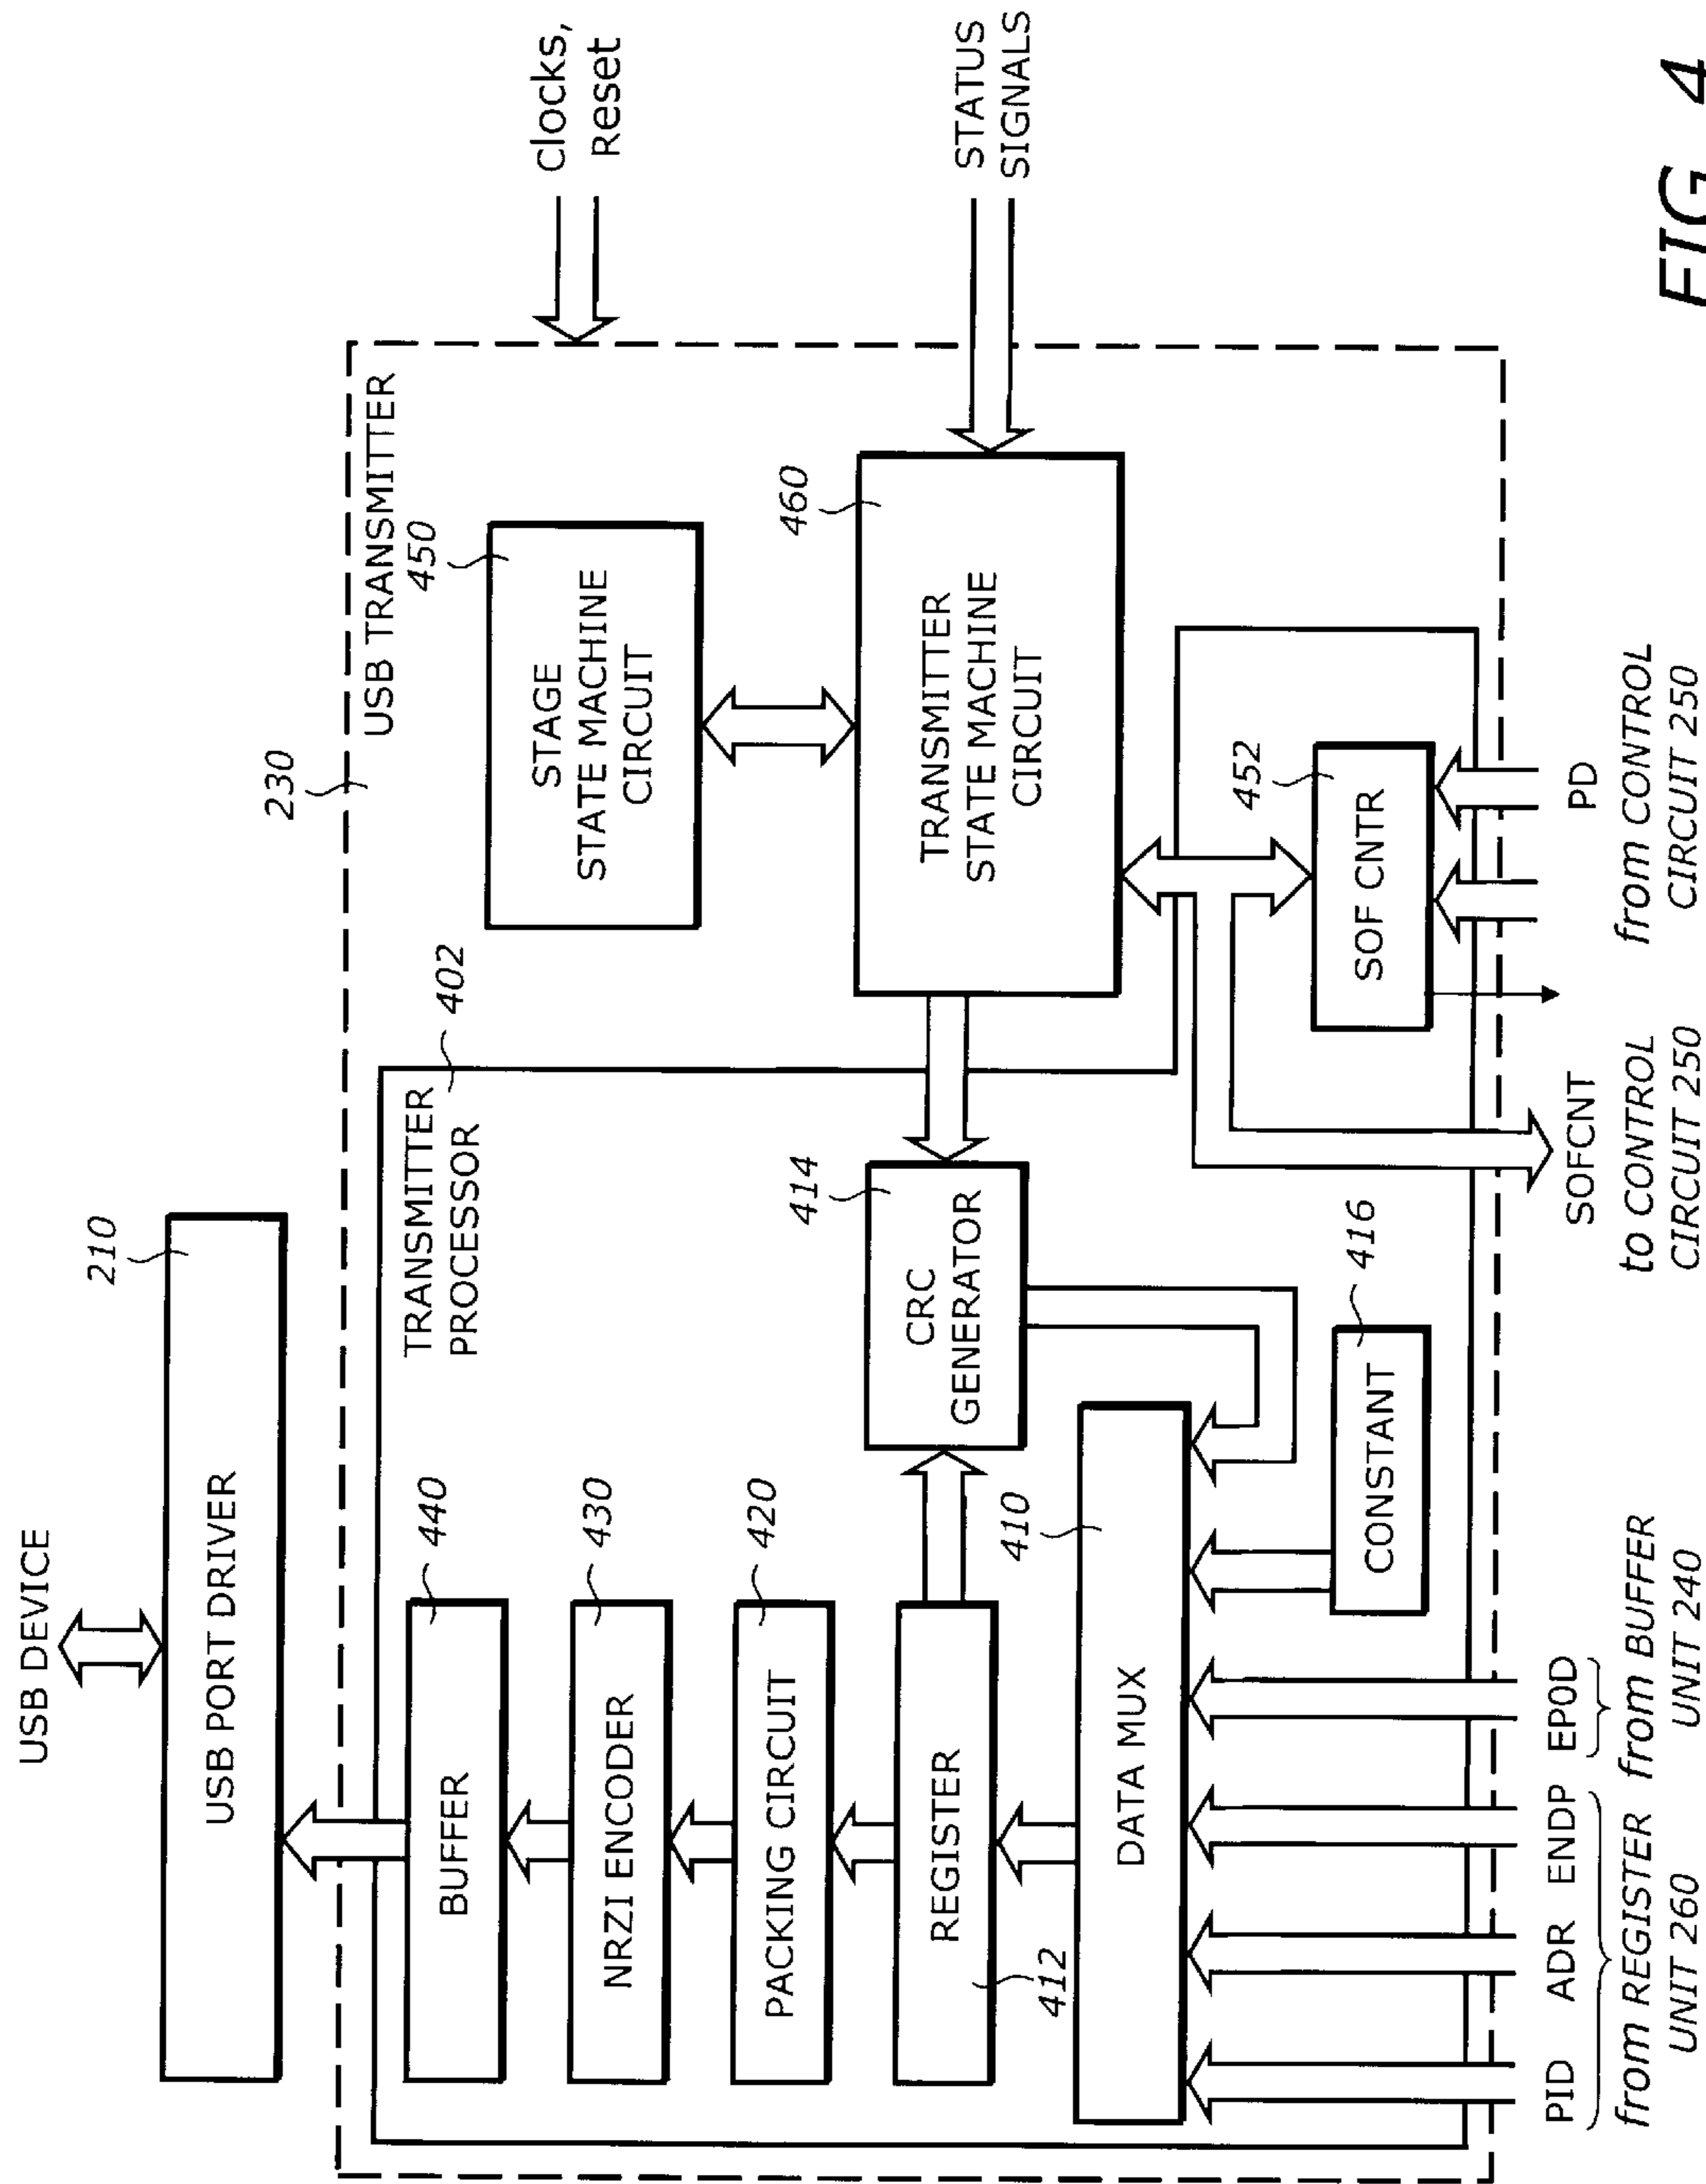 USB DEVICE
210
USB PORT DRIVER
230
USB TRANSMITTER
Clocks,
Reset
TRANSMITTER
PROCESSOR
402
440
BUFFER
450
STAGE
STATE MACHINE
CIRCUIT
430
NRZI ENCODER
420
PACKING CIRCUIT
460
TRANSMITTER
STATE MACHINE
CIRCUIT
STATUS
SIGNALS
414
CRC
GENERATOR
REGISTER
412
410
DATA MUX
416
CONSTANT
452
SOF CNTR
PID ADR ENDP EP0D
from REGISTER
UNIT 260
from BUFFER
UNIT 240
SOFCNT
to CONTROL
CIRCUIT 250
PD
from CONTROL
CIRCUIT 250
FIG 4